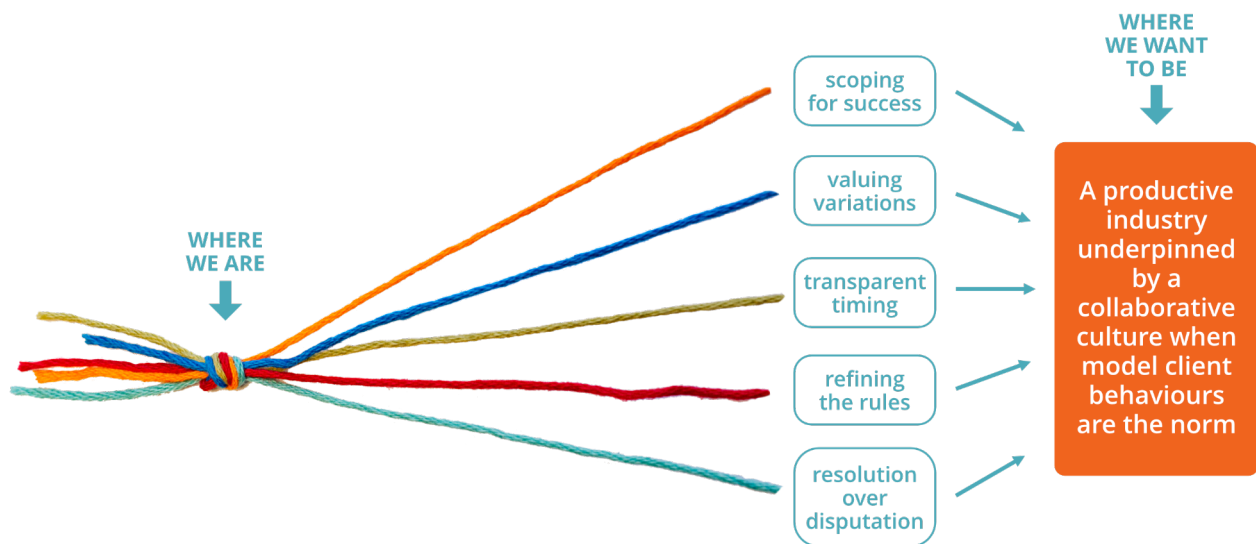 WHERE
WE ARE
scoping
for success
valuing
variations
transparent
timing
refining
the rules
resolution
over
disputation
WHERE
WE WANT
TO BE
A productive
industry
underpinned
by a
collaborative
culture when
model client
behaviours
are the norm